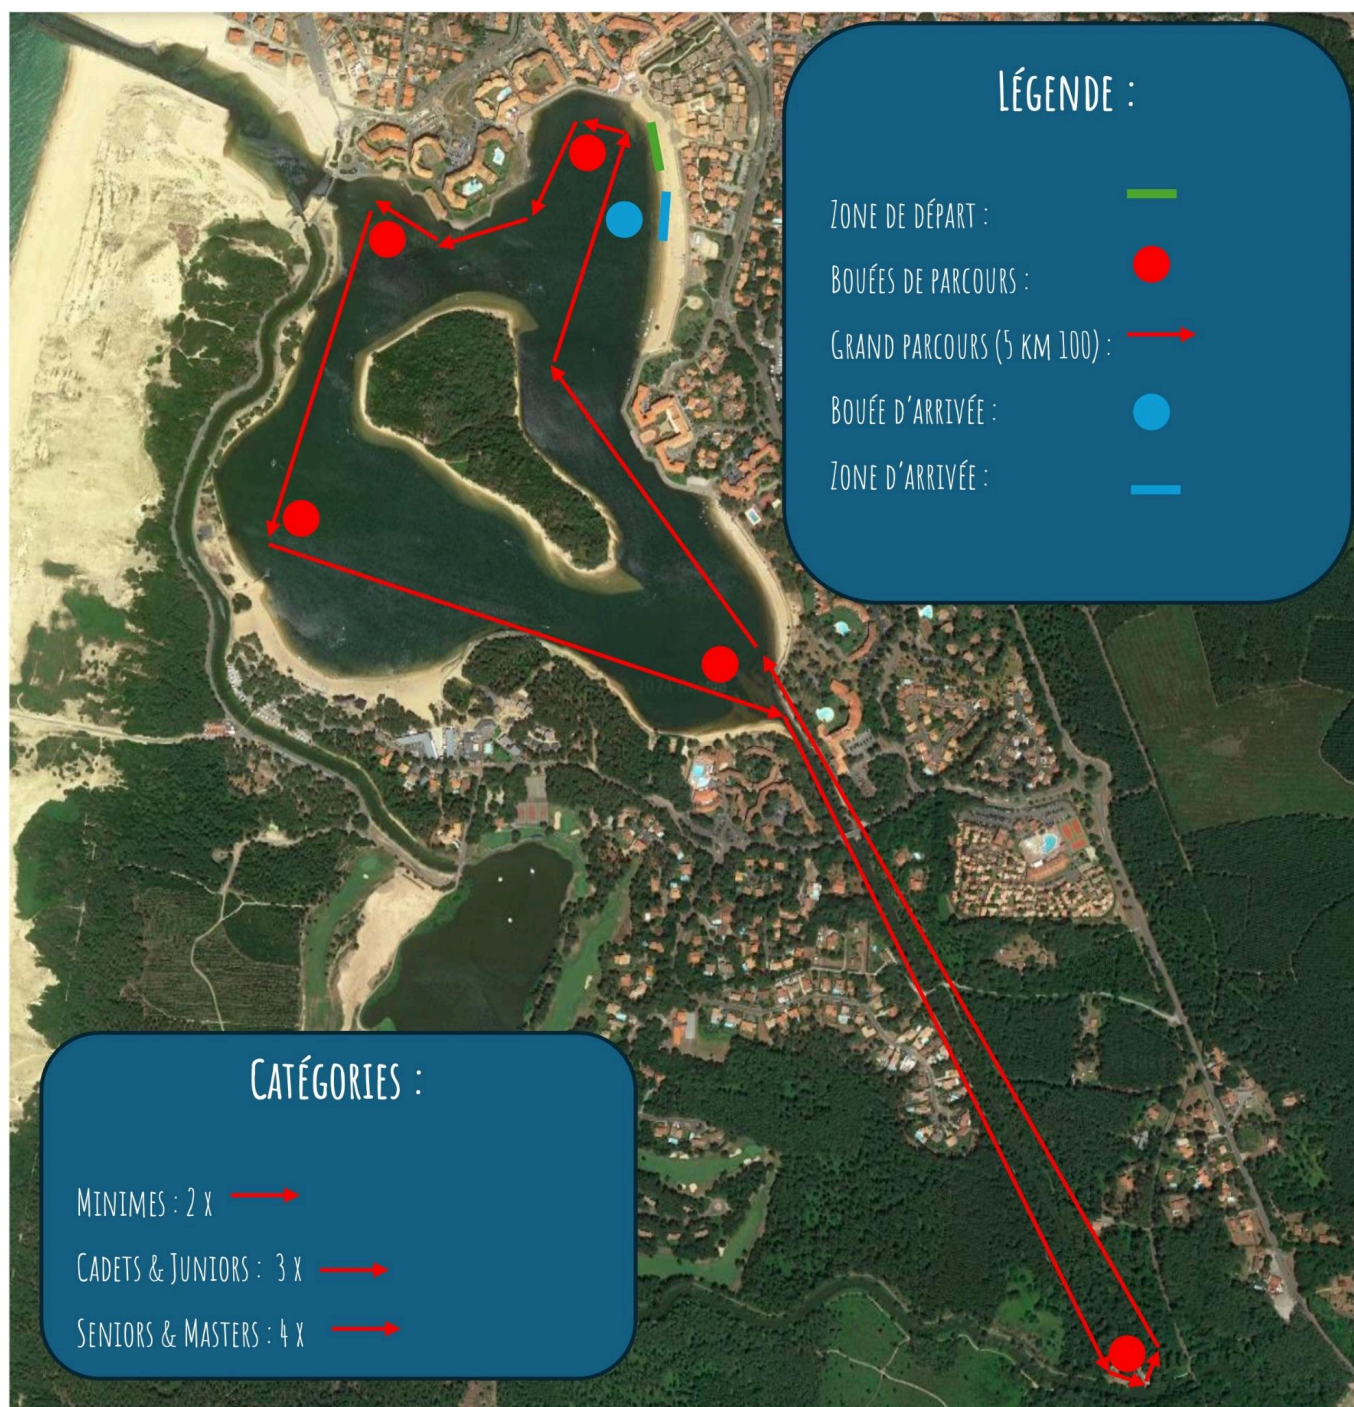 Légende :
Zone de départ :
Bouées de parcours :
Grand parcours (5 km 100) :
Bouée d'arrivée :
Zone d'arrivée :
Catégories :
Minimes : 2 x
Cadets & Juniors : 3 x
Seniors & Masters : 4 x